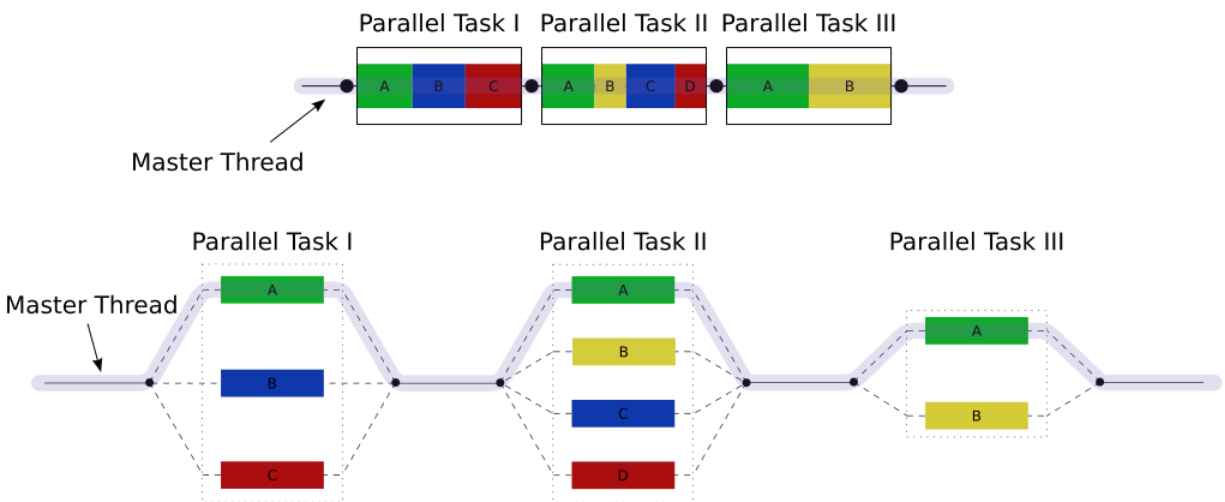 Parallel Task I Parallel Task II Parallel Task III
A B C A B C D A B
Master Thread
Parallel Task I Parallel Task II Parallel Task III
A A
Master Thread
A
B
B
C
B
C D